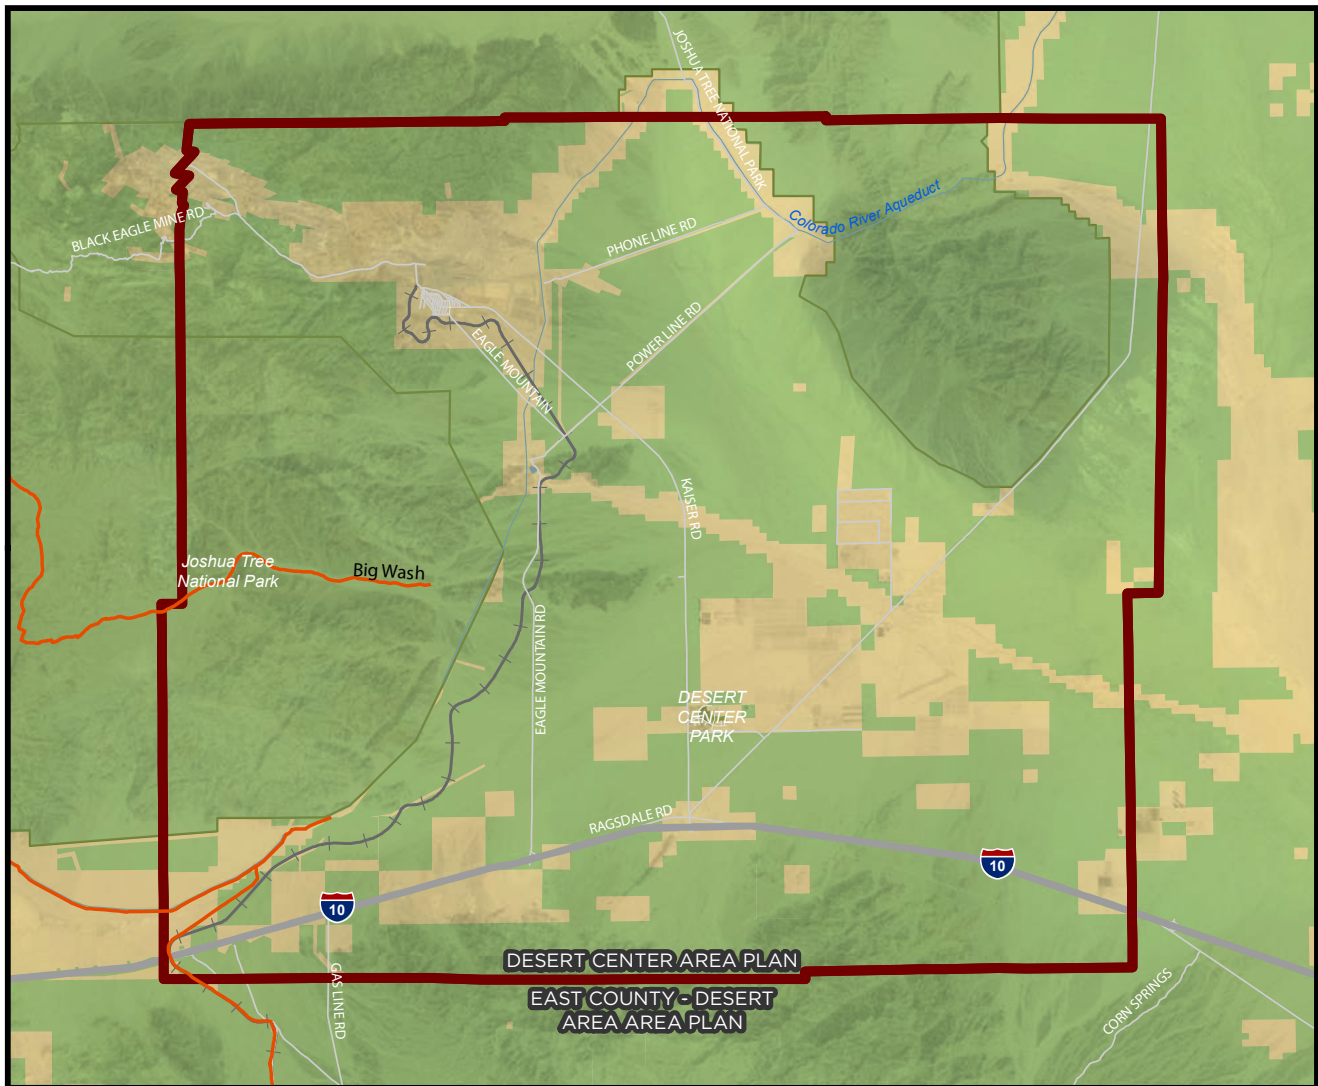 JOSHUA TREE NATIONAL PARK
BLACK EAGLE MINE RD
Colorado River Aqueduct
PHONE LINE RD
POWER LINE RD
EAGLE MOUNTAIN
KAISER RD
Joshua Tree
National Park
Big Wash
EAGLE MOUNTAIN RD
DESERT
CENTER
PARK
RAGSDALE RD
10
10
DESERT CENTER AREA PLAN
EAST COUNTY - DESERT
AREA AREA PLAN
GAS LINE RD
CORN SPRINGS